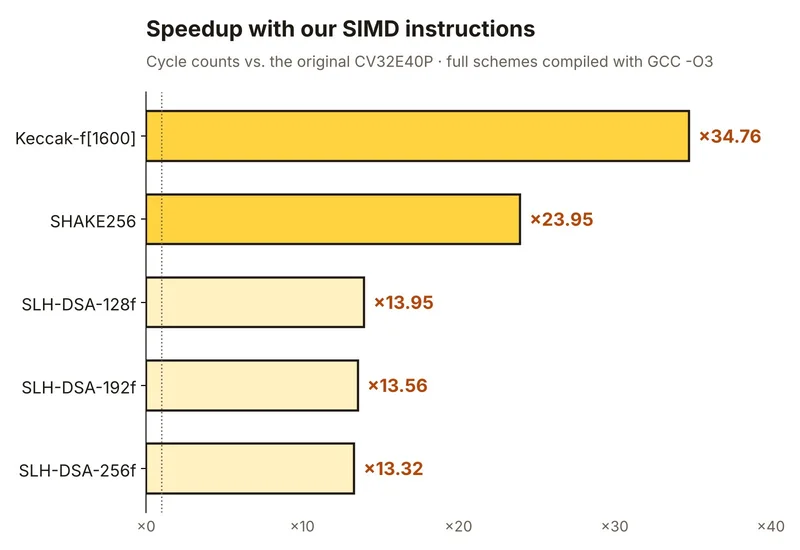 Speedup with our SIMD instructions
Cycle counts vs. the original CV32E40P · full schemes compiled with GCC -O3
Keccak-f[1600] ×34.76
SHAKE256 ×23.95
SLH-DSA-128f ×13.95
SLH-DSA-192f ×13.56
SLH-DSA-256f ×13.32
×0 ×10 ×20 ×30 ×40